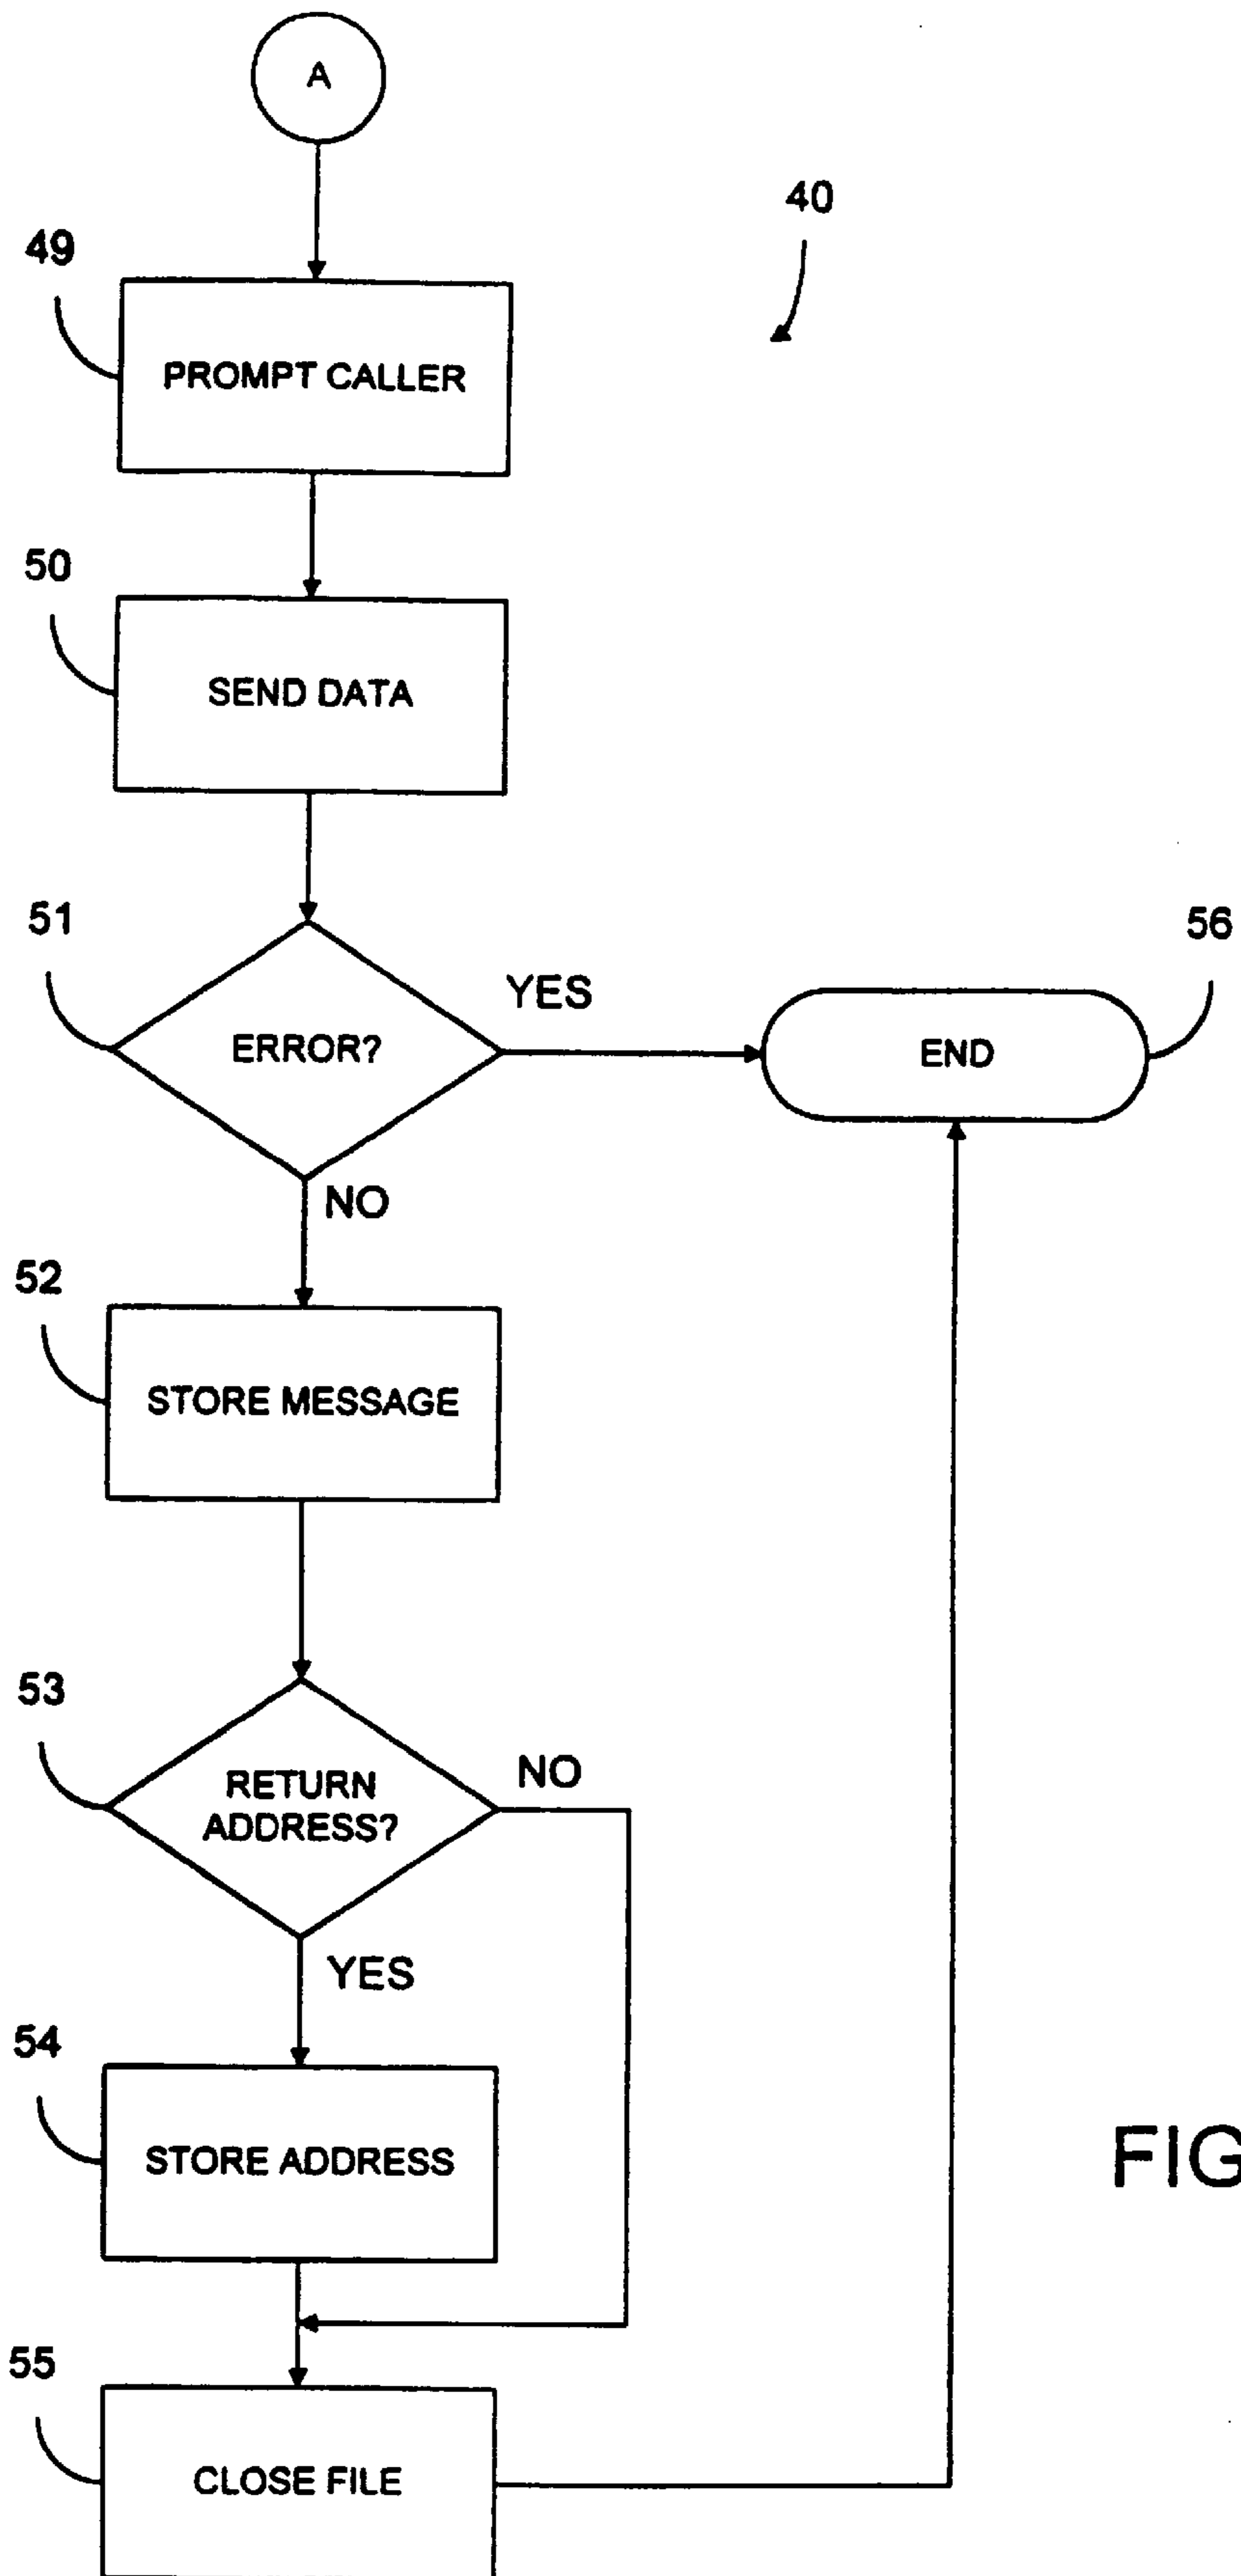 A
40
49
PROMPT CALLER
50
SEND DATA
51
ERROR?
YES
56
END
NO
52
STORE MESSAGE
53
RETURN
ADDRESS?
NO
YES
54
STORE ADDRESS
FIG
55
CLOSE FILE